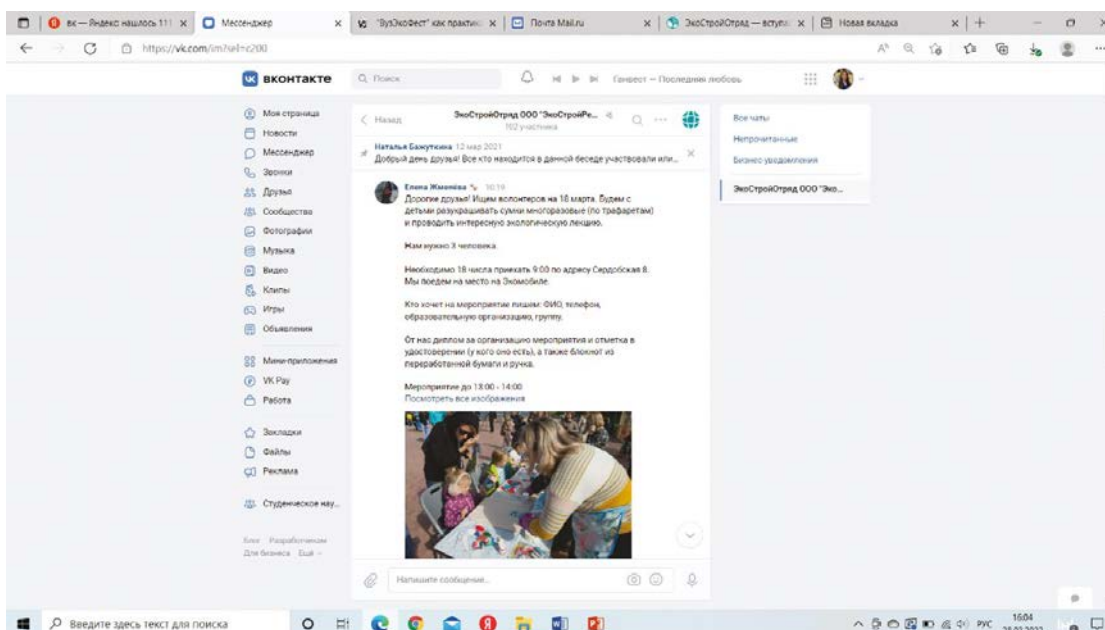 вк — Яндекс: нашлось 111
Мессенджер
"ВузЭкоФест" как практик
Почта Mail.ru
ЭкоСтройОтряд — вступа
Новая вкладка
https://vk.com/im?sel=c200
ВКОНТАКТЕ
Поиск
Ганвест — Последняя любовь
Моя страница
Новости
Мессенджер
Звонки
Друзья
Сообщества
Фотографии
Музыка
Видео
Клипы
Игры
Объявления
Мини-приложения
VK Pay
Работа
Закладки
Файлы
Реклама
Студенческое нау...
Блог Разработчикам
Для бизнеса Ещё
Назад
ЭкоСтройОтряд ООО "ЭкоСтройРе...
участника
Наталья Бажуткина 12 мар 2021
Добрый день друзья! Все кто находится в данной беседе участвовали или...
Елена 10:19
Дорогие друзья! Ищем волонтеров на 18 марта. Будем с
детьми разукрашивать сумки многоразовые (по трафаретам)
и проводить интересную экологическую лекцию.
Нам нужно 3 человека.
Необходимо 18 числа приехать 9:00 по адресу Сердобская 8.
Мы поедем на место на Экомобиле.
Кто хочет на мероприятие пишем: ФИО, телефон,
образовательную организацию, группу.
От нас диплом за организацию мероприятия и отметка в
удостоверении (у кого оно есть), а также блокнот из
переработанной бумаги и ручка.
Мероприятие до 13:00 - 14:00
Посмотреть все изображения
Напишите сообщение...
Все чаты
Непрочитанные
Бизнес-уведомления
ЭкоСтройОтряд ООО "Эко...
Введите здесь текст для поиска
РУС
16:04